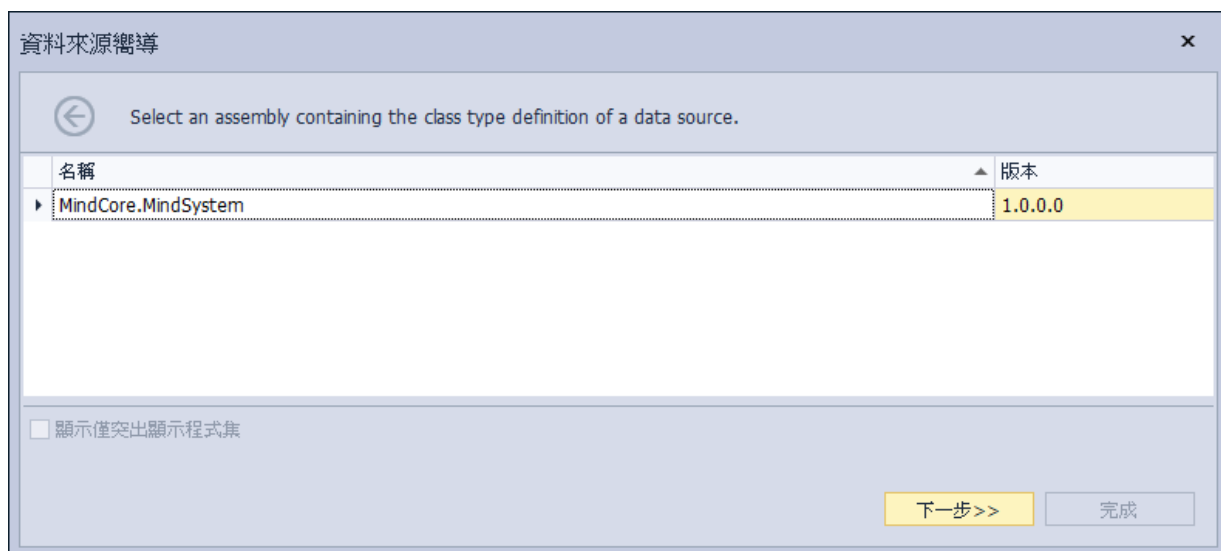 資料來源嚮導
Select an assembly containing the class type definition of a data source.
名稱 版本
MindCore.MindSystem 1.0.0.0
顯示僅突出顯示程式集
下一步>> 完成